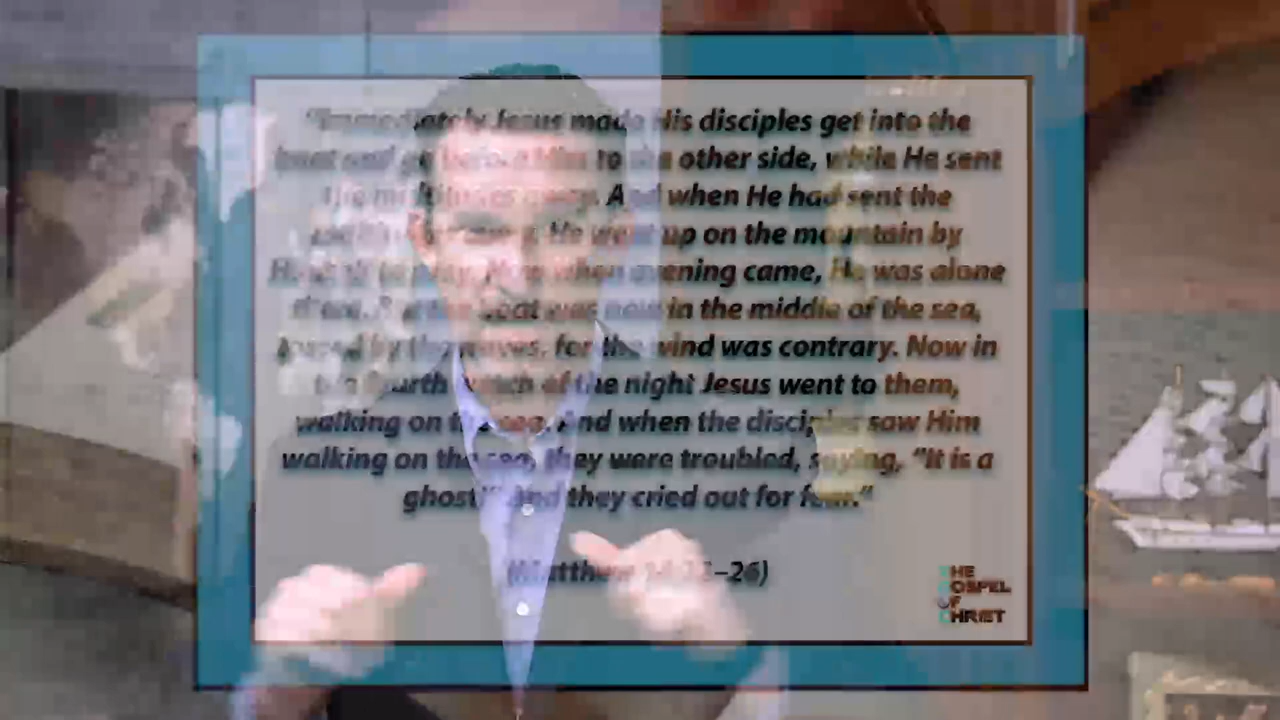 "Immediately Jesus made His disciples get into the
boat and go before Him to the other side, while He sent
the multitudes away. And when He had sent the
He went up on the mountain by
Now when evening came, He was alone
boat was now in the middle of the sea,
tossed by the waves, for the wind was contrary. Now in
fourth watch of the night Jesus went to them,
walking on the sea. And when the disciples saw Him
walking on the sea, they were troubled, saying, "It is a
ghost!" And they cried out for fear."
(Matthew 14:22–26)
THE
GOSPEL
OF
CHRIST